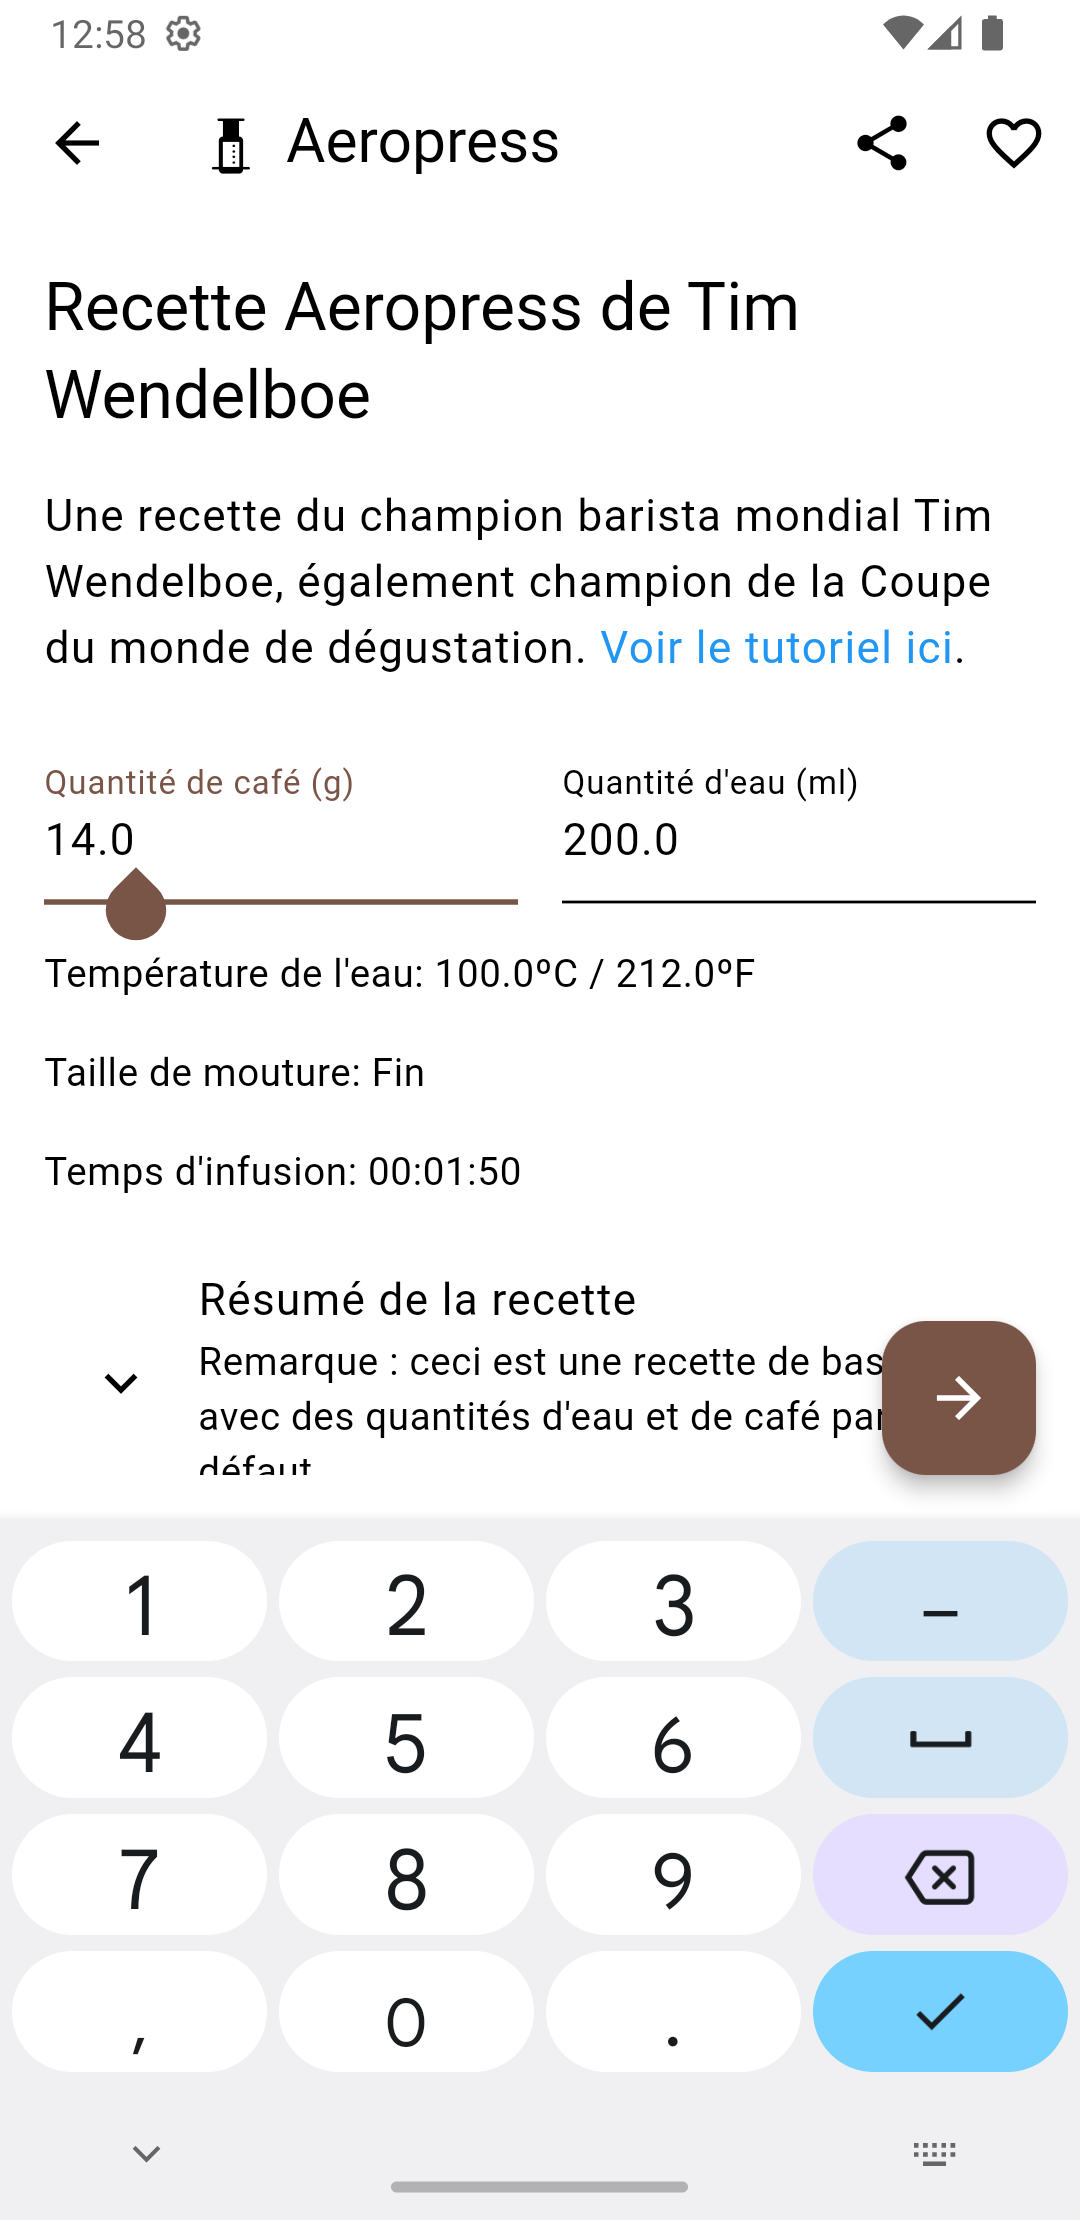 12:58
Aeropress
Recette Aeropress de Tim
Wendelboe
Une recette du champion barista mondial Tim
Wendelboe, également champion de la Coupe
du monde de dégustation. Voir le tutoriel ici.
Quantité de café (g)
Quantité d'eau (ml)
14.0
200.0
Température de l'eau: 100.0ºC / 212.0ºF
Taille de mouture: Fin
Temps d'infusion: 00:01:50
Résumé de la recette
Remarque : ceci est une recette de bas
avec des quantités d'eau et de café par
défaut
1 2 3 –
4 5 6
7 8 9
, 0 .